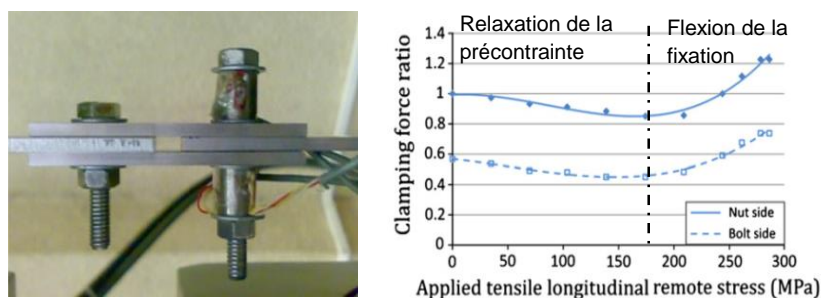 Relaxation de la
précontrainte
Flexion de la
fixation
Clamping force ratio
1.4
1.2
1
0.8
0.6
0.4
0.2
0
Nut side
Bolt side
0 50 100 150 200 250 300
Applied tensile longitudinal remote stress (MPa)